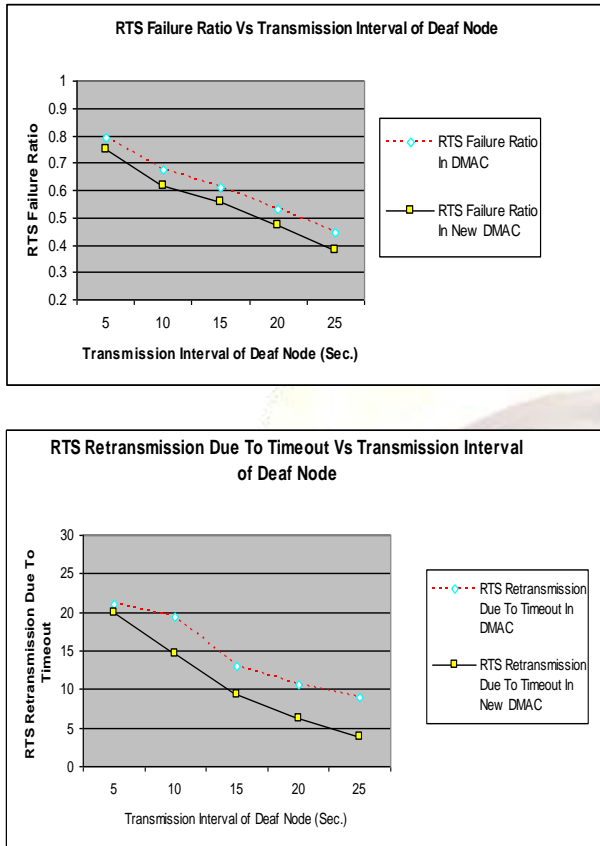 RTS Failure Ratio Vs Transmission Interval of Deaf Node
1
0.9
0.8
0.7
0.6
0.5
0.4
0.3
0.2
RTS Failure Ratio
5 10 15 20 25
Transmission Interval of Deaf Node (Sec.)
RTS Failure Ratio
In DMAC
RTS Failure Ratio
In New DMAC
RTS Retransmission Due To Timeout Vs Transmission Interval
of Deaf Node
30
25
20
15
10
5
0
RTS Retransmission Due To
Timeout
5 10 15 20 25
Transmission Interval of Deaf Node (Sec.)
RTS Retransmission
Due To Timeout In
DMAC
RTS Retransmission
Due To Timeout In
New DMAC